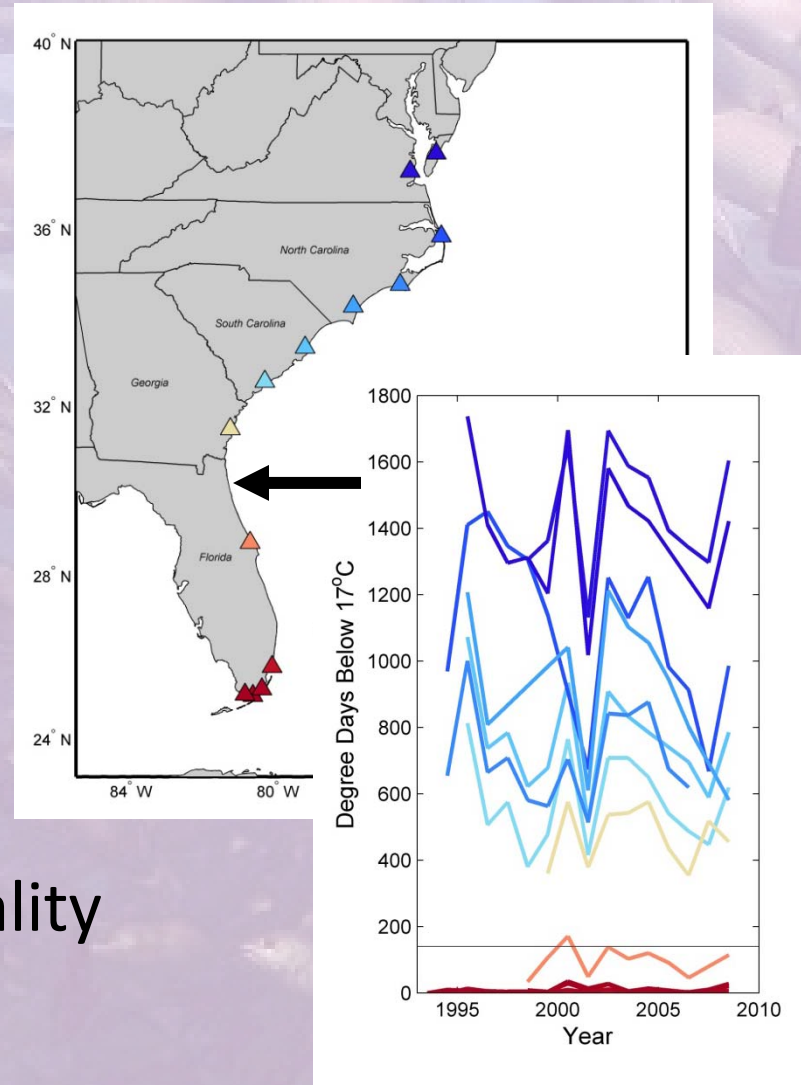 40° N
36° N
32° N
28° N
24° N
84° W
80° W
North Carolina
South Carolina
Georgia
Florida
Degree Days Below 17°C
1800
1600
1400
1200
1000
800
600
400
200
0
1995
2000
2005
2010
Year
ality